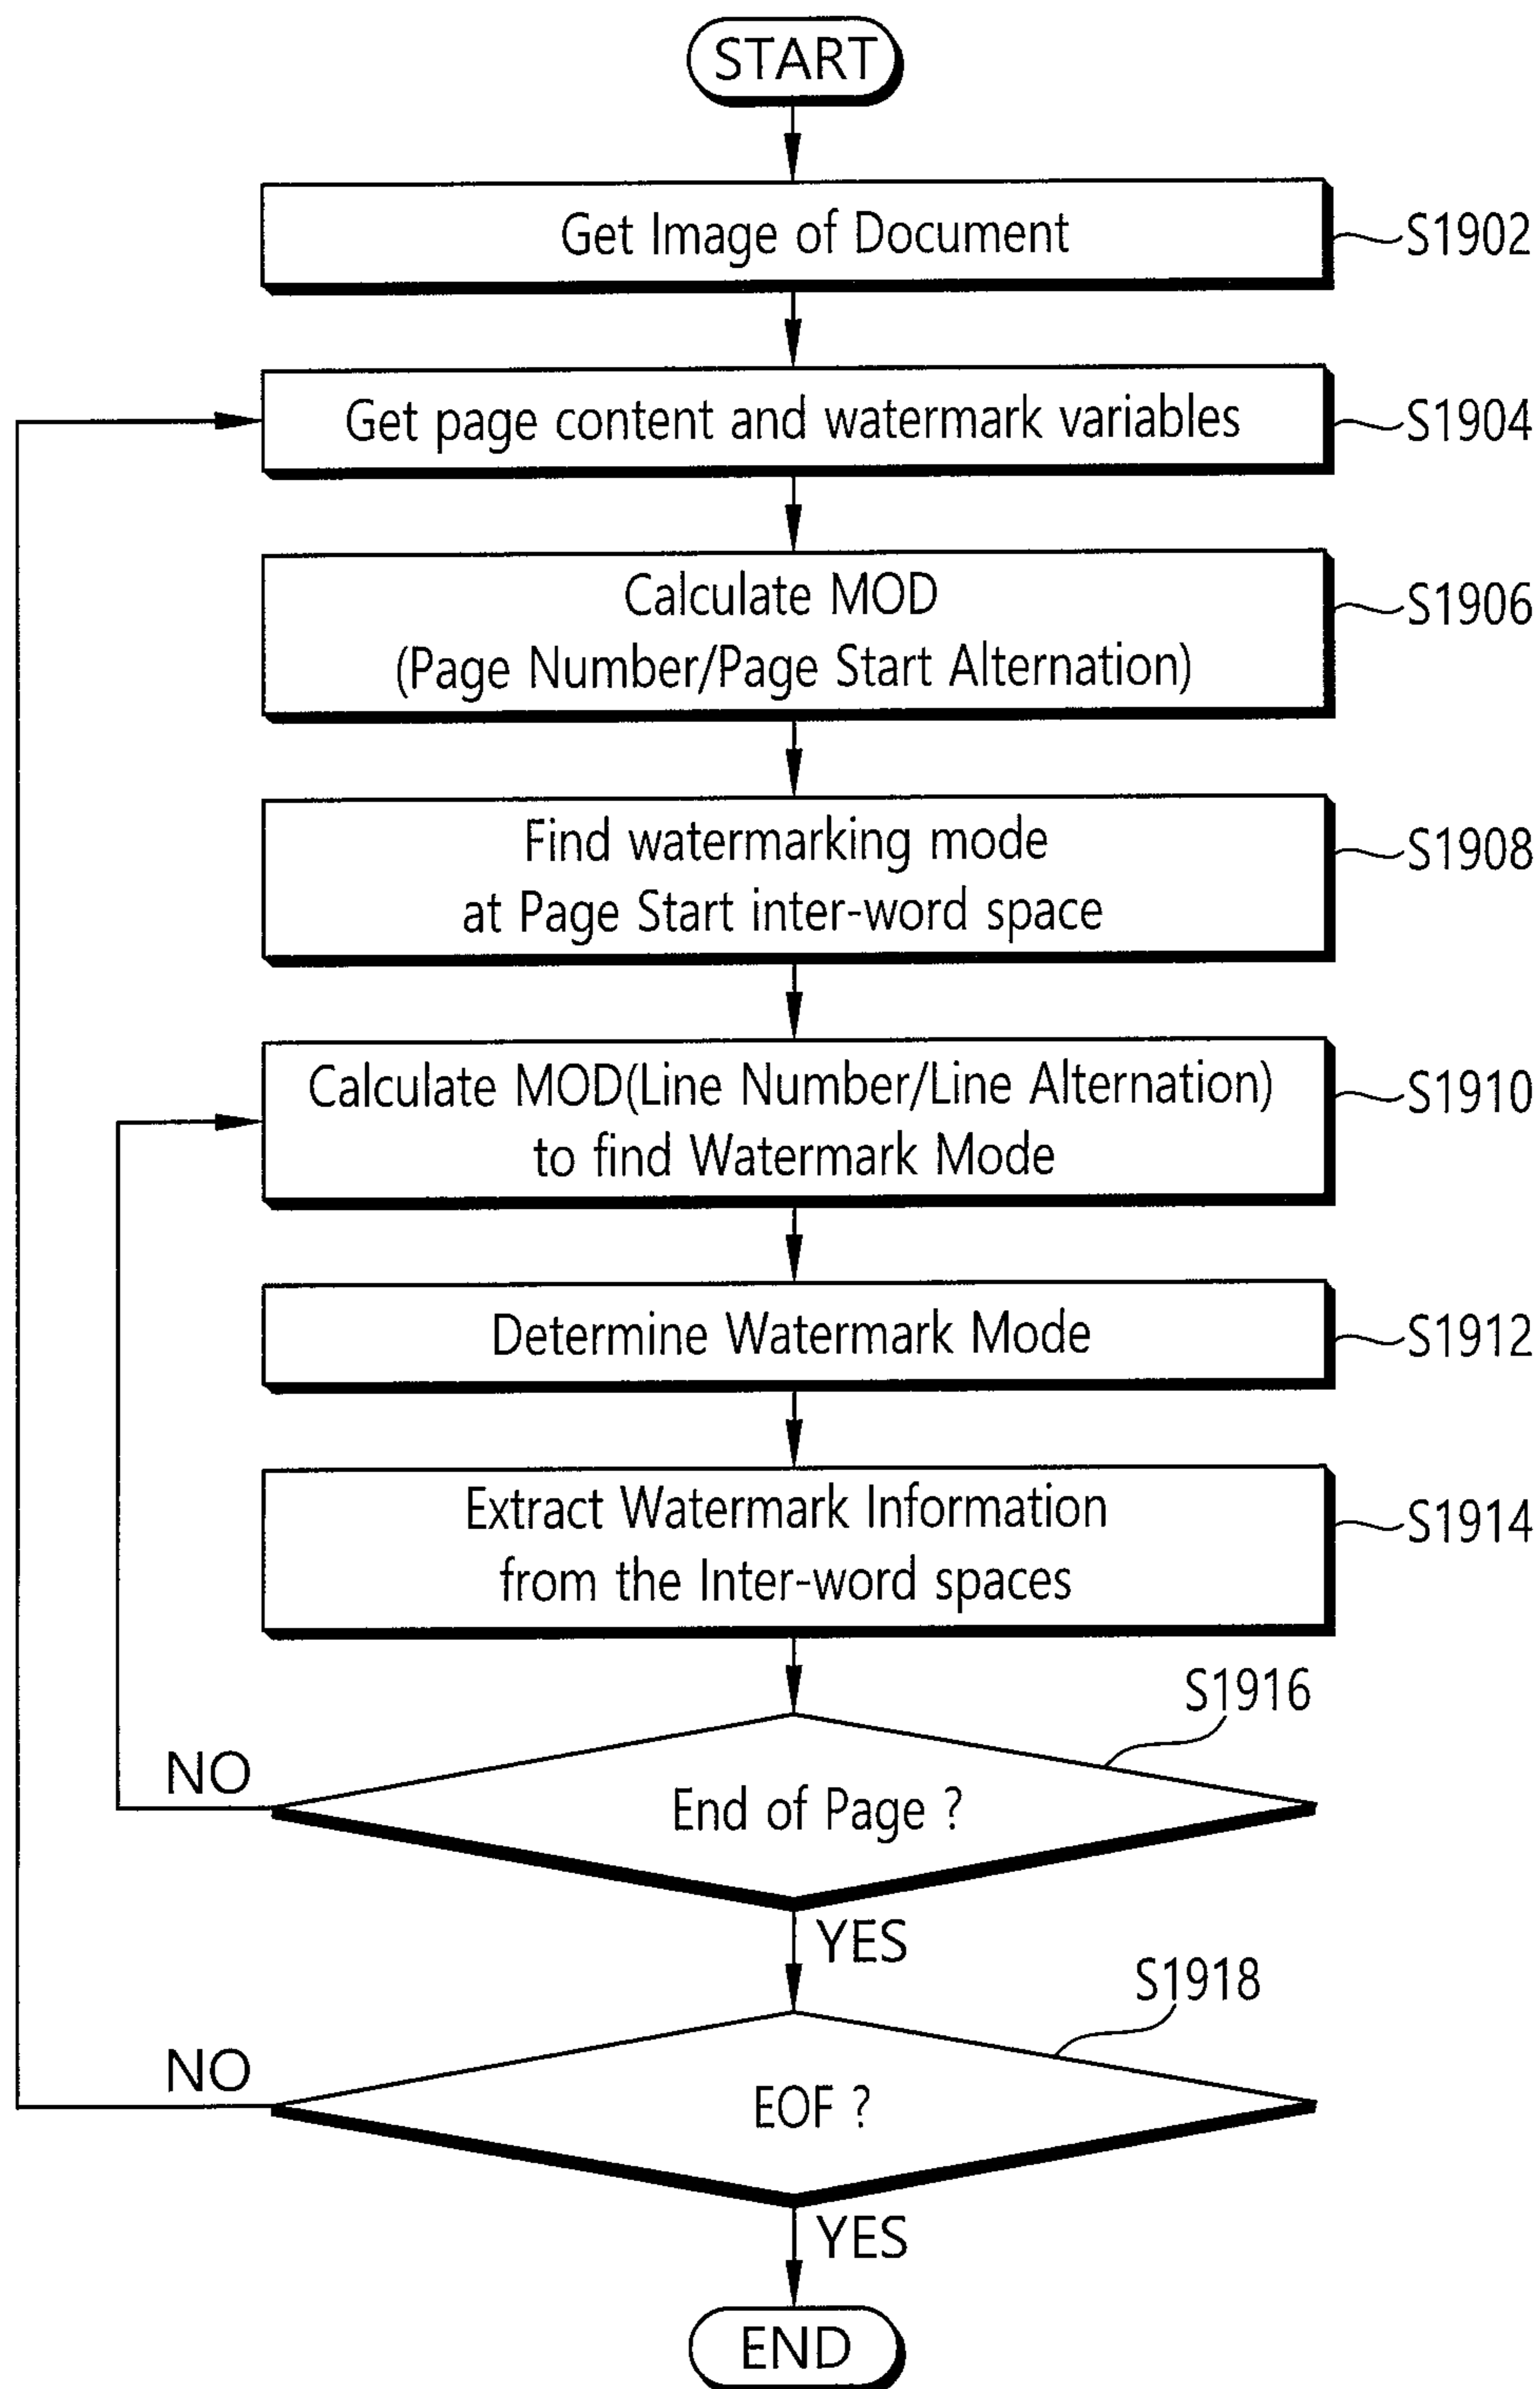 START
Get Image of Document
S1902
Get page content and watermark variables
S1904
Calculate MOD
(Page Number/Page Start Alternation)
S1906
Find watermarking mode
at Page Start inter-word space
S1908
Calculate MOD(Line Number/Line Alternation)
to find Watermark Mode
S1910
Determine Watermark Mode
S1912
Extract Watermark Information
from the Inter-word spaces
S1914
S1916
NO
End of Page ?
YES
S1918
NO
EOF ?
YES
END